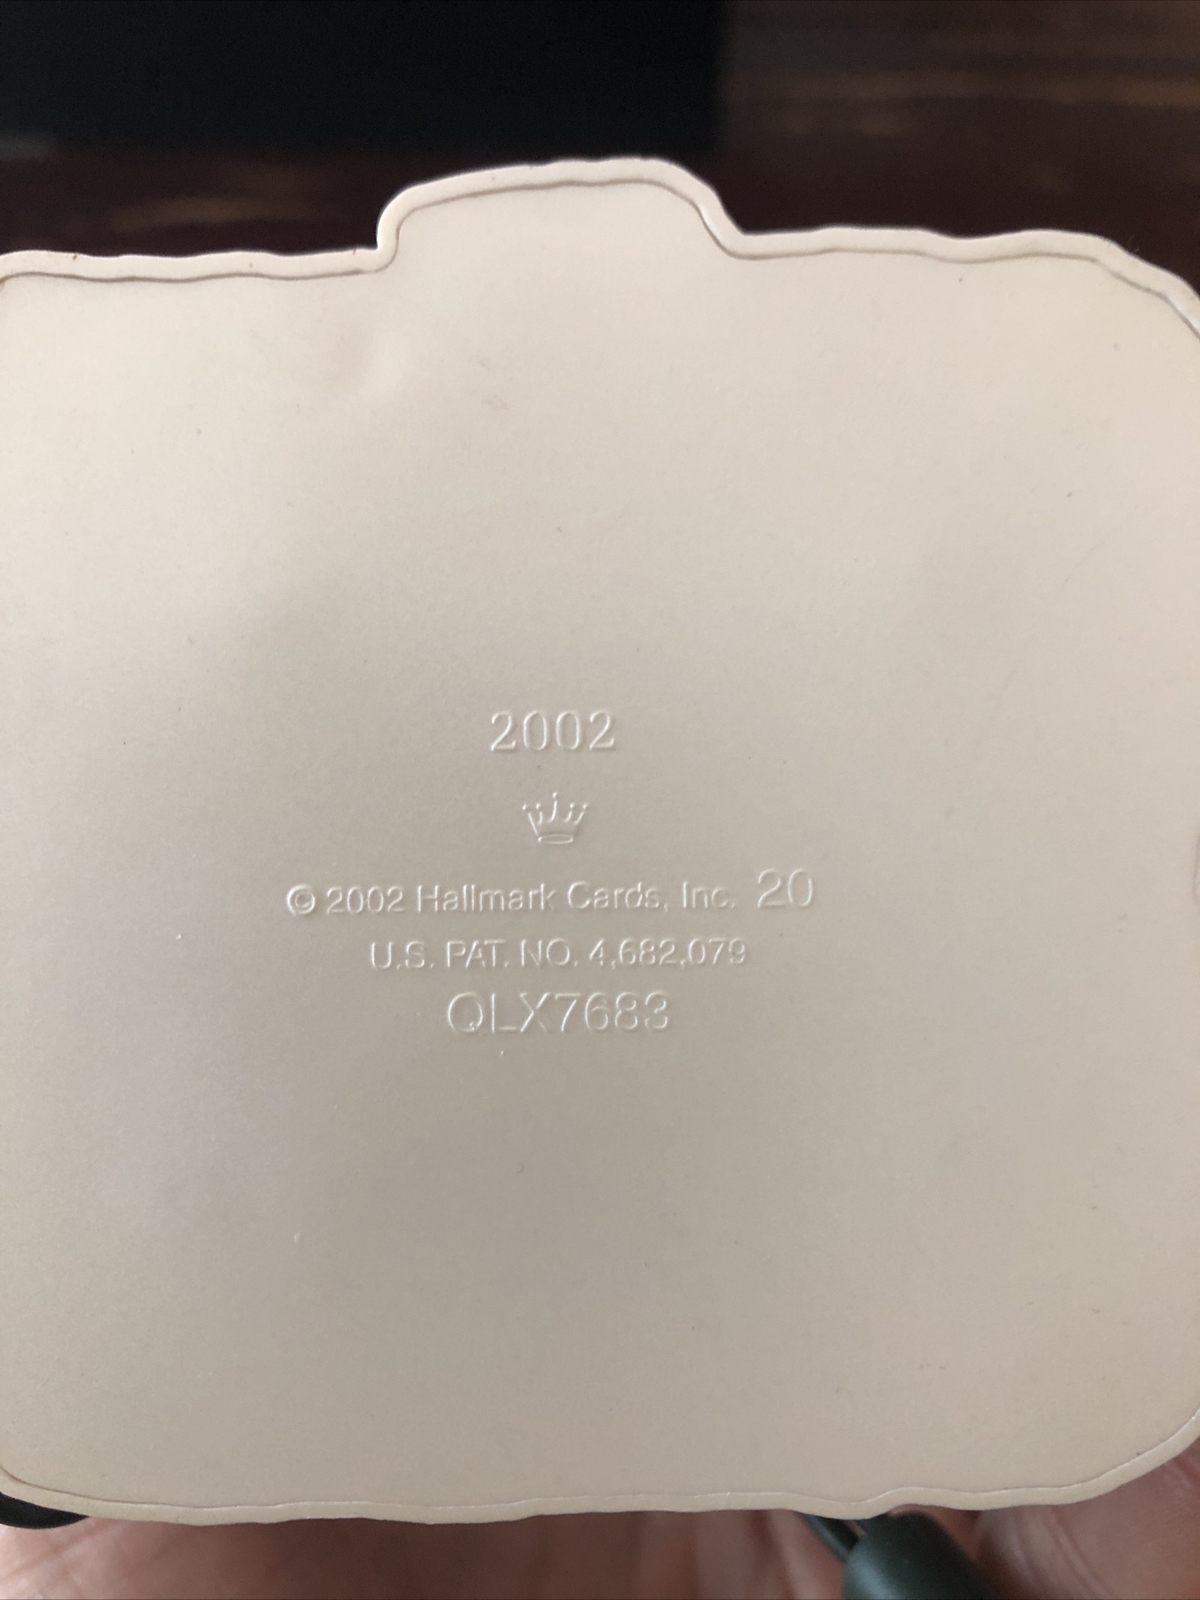 2002
© 2002 Hallmark Cards, Inc. 20
U.S. PAT. NO. 4,682,079
QLX7683